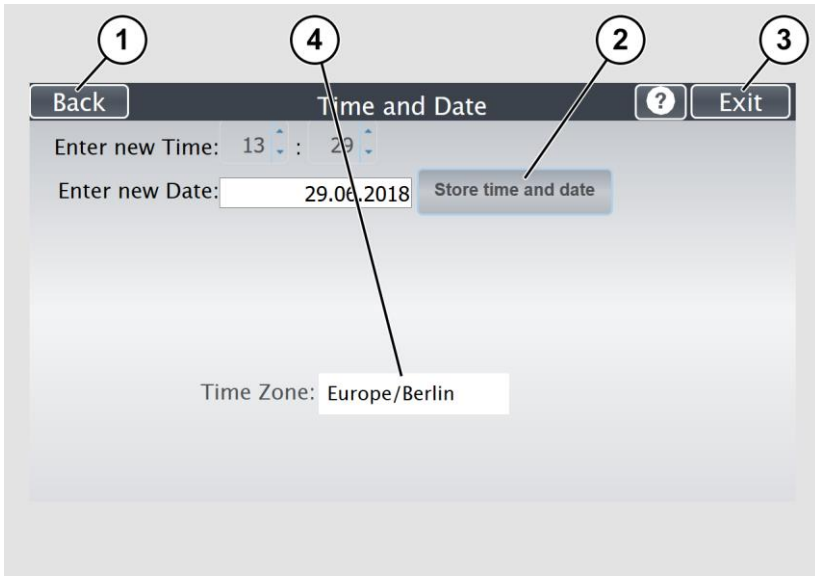 1 4 2 3
Back Time and Date ? Exit
Enter new Time: 13 : 29
Enter new Date: 29.06.2018 Store time and date
Time Zone: Europe/Berlin